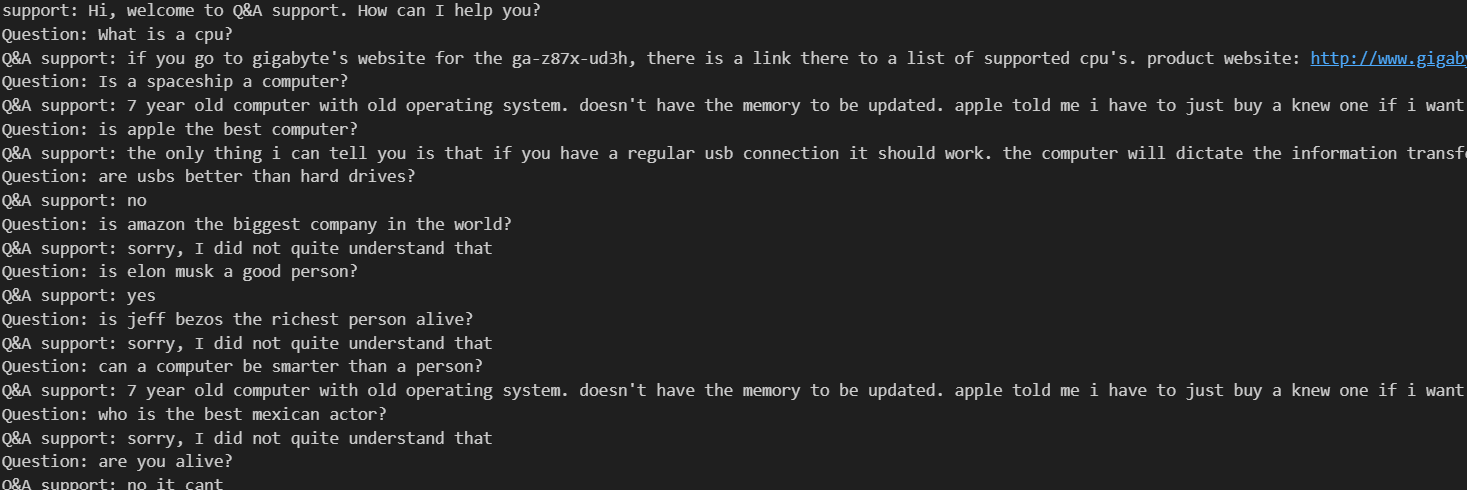 support: Hi, welcome to Q&A support. How can I help you?
Question: What is a cpu?
Q&A support: if you go to gigabyte's website for the ga-z87x-ud3h, there is a link there to a list of supported cpu's. product website: http://www.gigaby
Question: Is a spaceship a computer?
Q&A support: 7 year old computer with old operating system. doesn't have the memory to be updated. apple told me i have to just buy a knew one if i want
Question: is apple the best computer?
Q&A support: the only thing i can tell you is that if you have a regular usb connection it should work. the computer will dictate the information transfe
Question: are usbs better than hard drives?
Q&A support: no
Question: is amazon the biggest company in the world?
Q&A support: sorry, I did not quite understand that
Question: is elon musk a good person?
Q&A support: yes
Question: is jeff bezos the richest person alive?
Q&A support: sorry, I did not quite understand that
Question: can a computer be smarter than a person?
Q&A support: 7 year old computer with old operating system. doesn't have the memory to be updated. apple told me i have to just buy a knew one if i want
Question: who is the best mexican actor?
Q&A support: sorry, I did not quite understand that
Question: are you alive?
Q&A support: no it cant